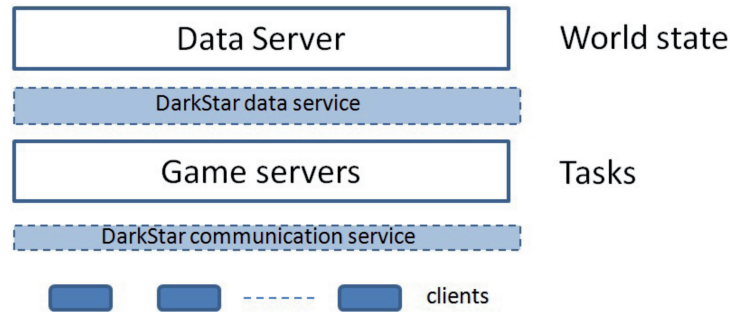 Data Server
World state
DarkStar data service
Game servers
Tasks
DarkStar communication service
clients